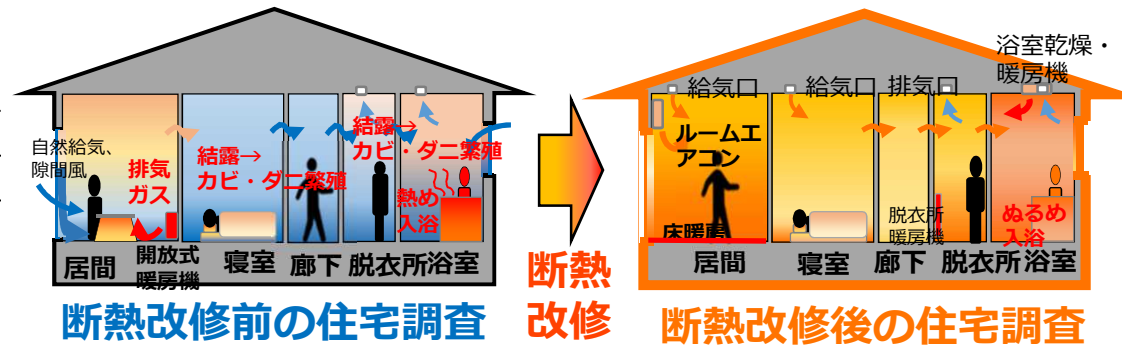 自然給気、
隙間風
排気
ガス
結露→
カビ・ダニ繁殖
結露→
カビ・ダニ繁殖
熱め
入浴
居間
開放式
暖房機
寝室
廊下
脱衣所
浴室
断熱改修前の住宅調査
断熱
改修
浴室乾燥・
暖房機
給気口
給気口
排気口
ルームエ
アコン
床暖房
脱衣所
暖房機
ぬるめ
入浴
居間
寝室
廊下
脱衣所
浴室
断熱改修後の住宅調査